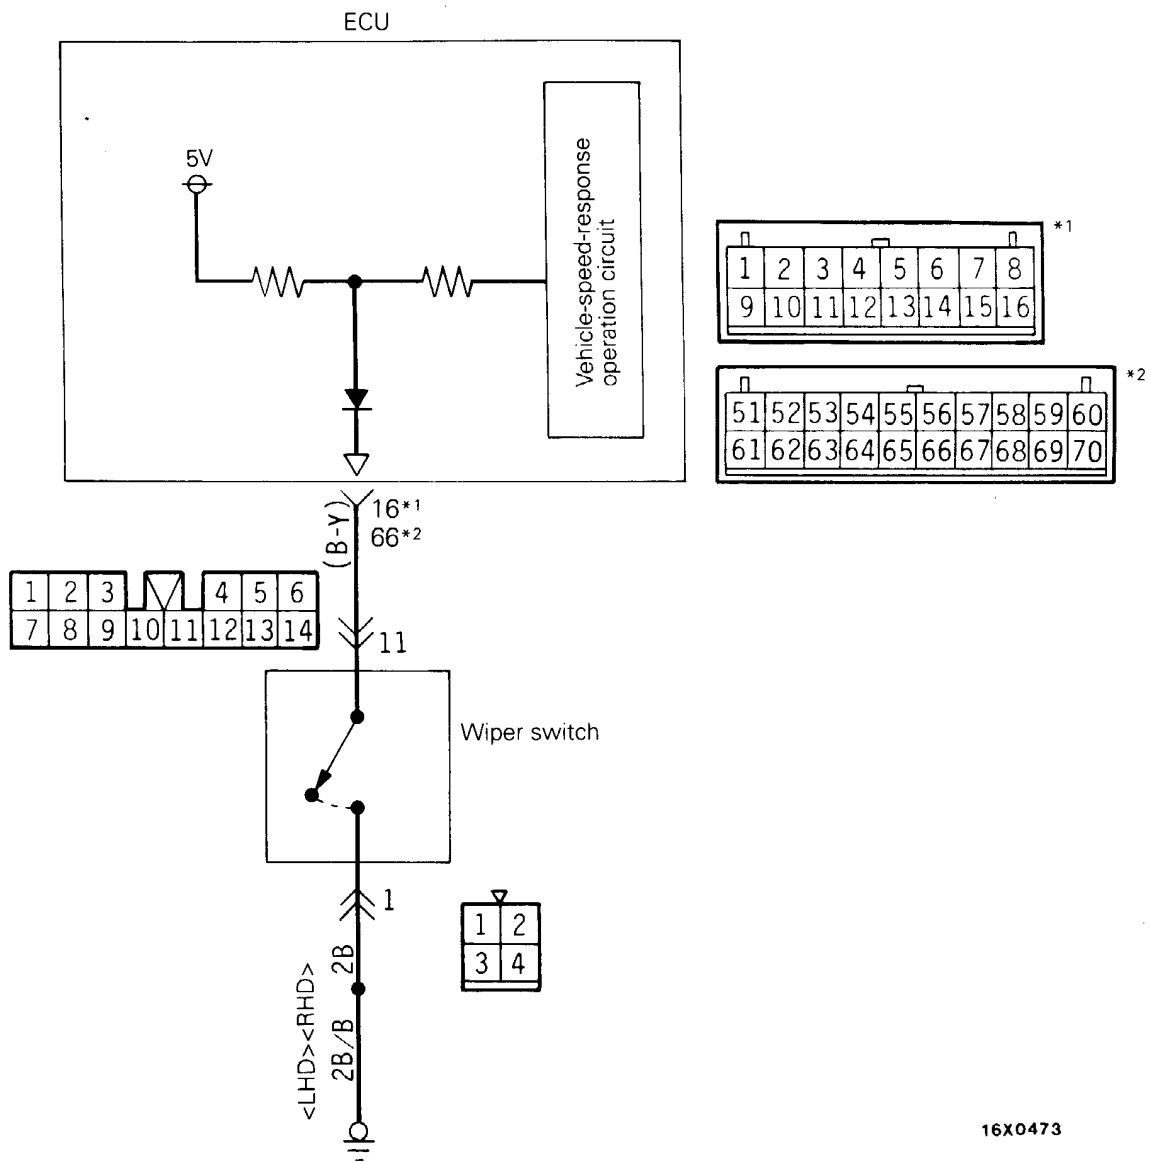 ECU
5V
Vehicle-speed-response
operation circuit
*1
1 2 3 4 5 6 7 8
9 10 11 12 13 14 15 16
*2
51 52 53 54 55 56 57 58 59 60
61 62 63 64 65 66 67 68 69 70
(B-Y)
16*1
66*2
1 2 3 4 5 6
7 8 9 10 11 12 13 14
11
Wiper switch
1
1 2
3 4
2B
<LHD><RHD>
2B/B
16X0473